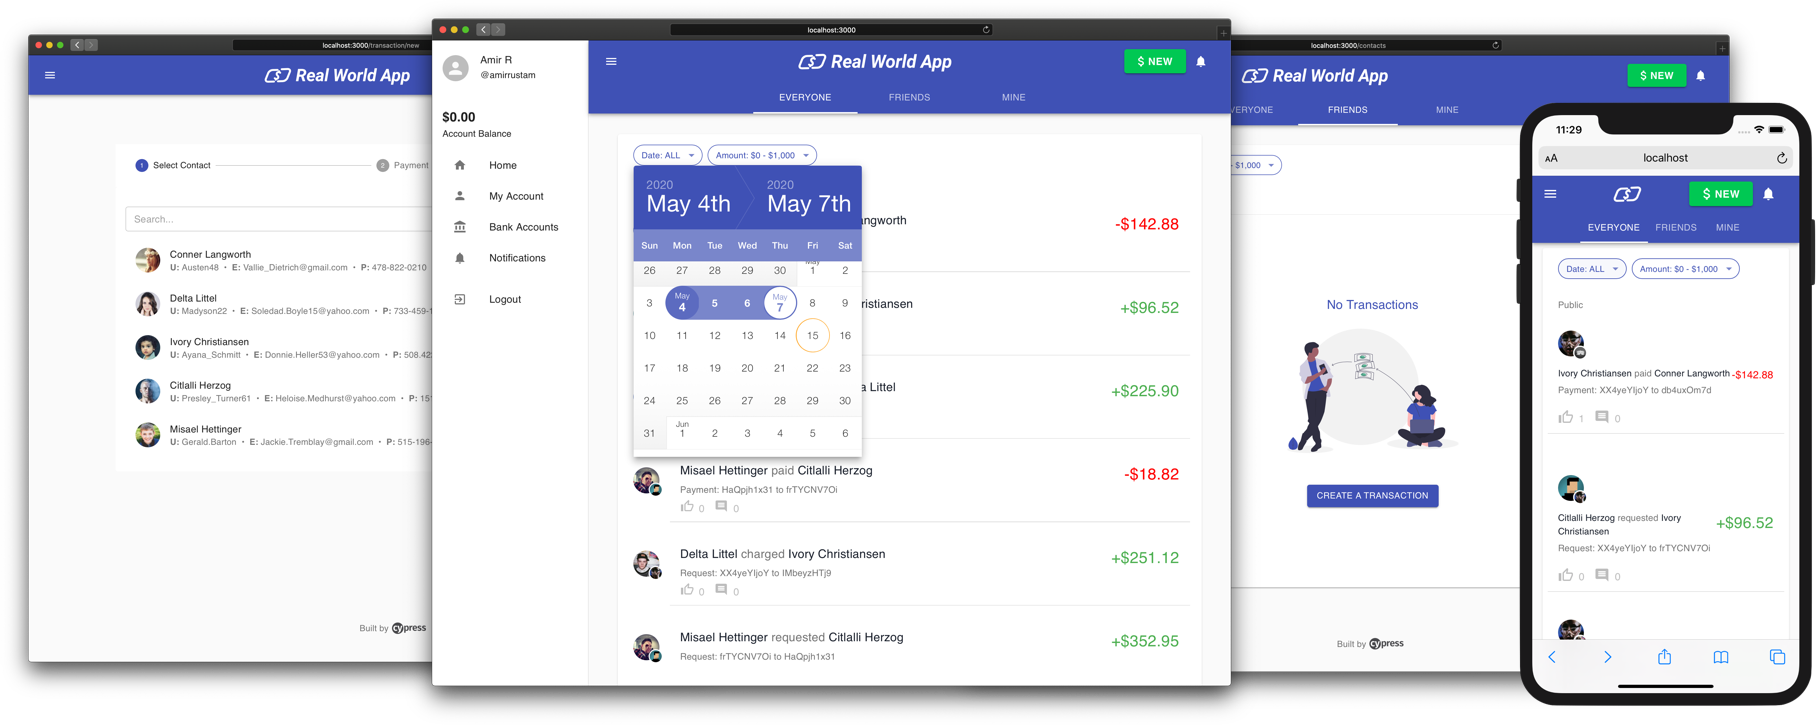 localhost:3000/transaction/new
Real World App
1 Select Contact
2 Payment
Search...
Conner Langworth
U: Austen48 • E: Vallie_Dietrich@gmail.com • P: 478-822-0210
Delta Littel
U: Madyson22 • E: Soledad.Boyle15@yahoo.com • P: 733-459-1
Ivory Christiansen
U: Ayana_Schmitt • E: Donnie.Heller53@yahoo.com • P: 508.422
Citlalli Herzog
U: Presley_Turner61 • E: Heloise.Medhurst@yahoo.com • P: 151
Misael Hettinger
U: Gerald.Barton • E: Jackie.Tremblay@gmail.com • P: 515-196-
Built by cypress
localhost:3000
Amir R
@amirrustam
$0.00
Account Balance
Home
My Account
Bank Accounts
Notifications
Logout
Real World App
$ NEW
EVERYONE FRIENDS MINE
Date: ALL
Amount: $0 - $1,000
2020 2020
May 4th May 7th
Sun Mon Tue Wed Thu Fri Sat
May
26 27 28 29 30 1 2
May May
3 4 5 6 7 8 9
10 11 12 13 14 15 16
17 18 19 20 21 22 23
24 25 26 27 28 29 30
Jun
31 1 2 3 4 5 6
angworth
-$142.88
hristiansen
+$96.52
a Littel
+$225.90
Misael Hettinger paid Citlalli Herzog
-$18.82
Payment: HaQpjh1x31 to frTYCNV7Oi
0 0
Delta Littel charged Ivory Christiansen
+$251.12
Request: XX4yeYIjoY to IMbeyzHTj9
0 0
Misael Hettinger requested Citlalli Herzog
+$352.95
Request: frTYCNV7Oi to HaQpjh1x31
localhost:3000/contacts
Real World App
$ NEW
VERYONE FRIENDS MINE
- $1,000
No Transactions
CREATE A TRANSACTION
Built by cypress
11:29
AA localhost
$ NEW
EVERYONE FRIENDS MINE
Date: ALL
Amount: $0 - $1,000
Public
Ivory Christiansen paid Conner Langworth
-$142.88
Payment: XX4yeYIjoY to db4uxOm7d
1 0
Citlalli Herzog requested Ivory
Christiansen
+$96.52
Request: XX4yeYIjoY to frTYCNV7Oi
0 0